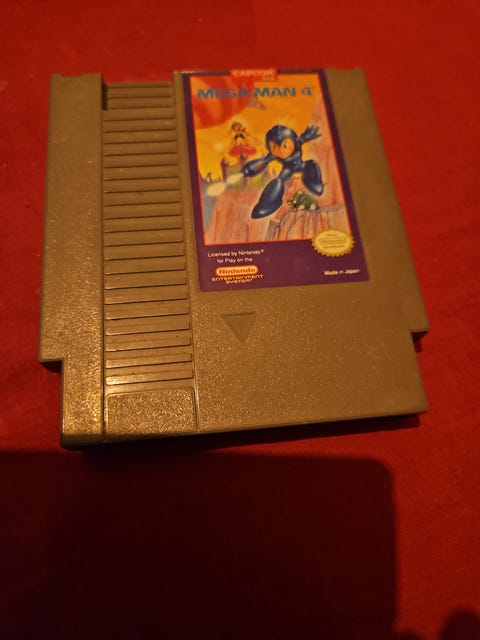 CAPCOM
MEGA MAN 4
Licensed by Nintendo®
for Play on the
Nintendo
ENTERTAINMENT
SYSTEM
Made in Japan